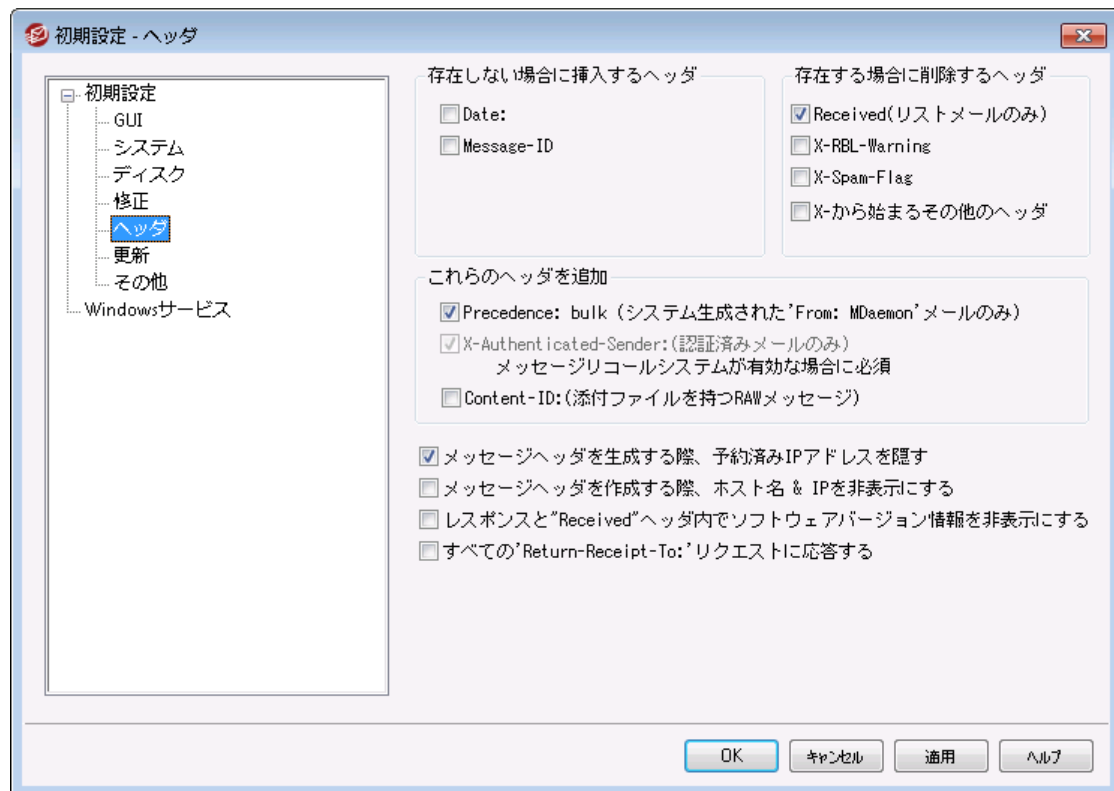 初期設定 - ヘッダ
初期設定
GUI
システム
ディスク
修正
ヘッダ
更新
その他
Windowsサービス
存在しない場合に挿入するヘッダ
Date:
Message-ID
存在する場合に削除するヘッダ
Received(リストメールのみ)
X-RBL-Warning
X-Spam-Flag
X-から始まるその他のヘッダ
これらのヘッダを追加
Precedence: bulk (システム生成された'From: MDaemon'メールのみ)
X-Authenticated-Sender:(認証済みメールのみ)
メッセージリコールシステムが有効な場合に必須
Content-ID:(添付ファイルを持つRAWメッセージ)
メッセージヘッダを生成する際、予約済みIPアドレスを隠す
メッセージヘッダを作成する際、ホスト名 & IPを非表示にする
レスポンスと"Received"ヘッダ内でソフトウェアバージョン情報を非表示にする
すべての'Return-Receipt-To:'リクエストに応答する
OK
キャンセル
適用
ヘルプ